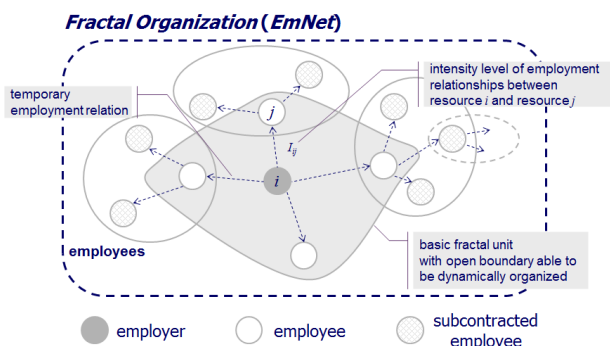 Fractal Organization (EmNet)
temporary
employment relation
intensity level of employment
relationships between
resource i and resource j
j
I_ij
i
employees
basic fractal unit
with open boundary able to
be dynamically organized
employer
employee
subcontracted
employee